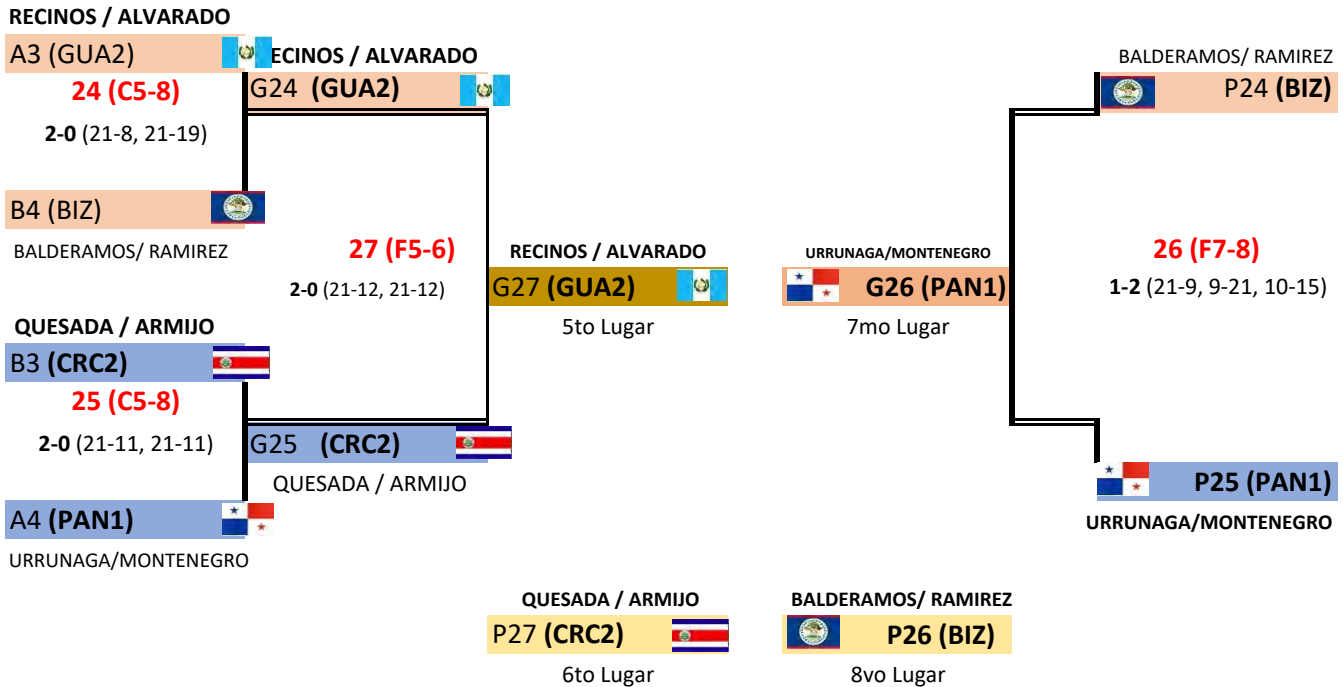 RECINOS / ALVARADO
A3 (GUA2)
24 (C5-8)
2-0 (21-8, 21-19)
B4 (BIZ)
BALDERAMOS/ RAMIREZ
QUESADA / ARMIJO
B3 (CRC2)
25 (C5-8)
2-0 (21-11, 21-11)
A4 (PAN1)
URRUNAGA/MONTENEGRO
ECINOS / ALVARADO
G24 (GUA2)
27 (F5-6)
2-0 (21-12, 21-12)
G25 (CRC2)
QUESADA / ARMIJO
RECINOS / ALVARADO
G27 (GUA2)
5to Lugar
URRUNAGA/MONTENEGRO
G26 (PAN1)
7mo Lugar
BALDERAMOS/ RAMIREZ
P24 (BIZ)
26 (F7-8)
1-2 (21-9, 9-21, 10-15)
P25 (PAN1)
URRUNAGA/MONTENEGRO
QUESADA / ARMIJO
P27 (CRC2)
6to Lugar
BALDERAMOS/ RAMIREZ
P26 (BIZ)
8vo Lugar